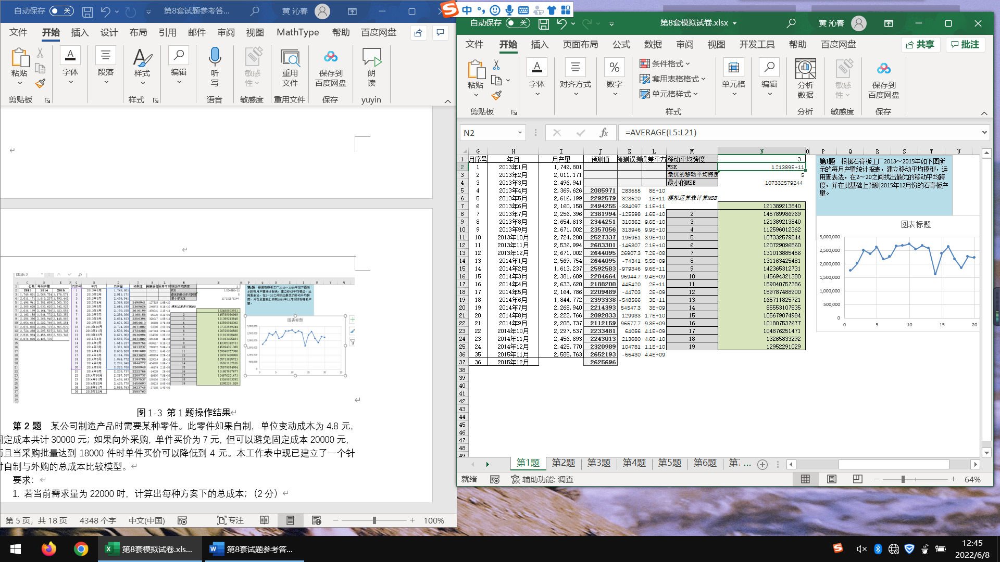 自动保存 关 第8套试题参考答... 黄 沁春
文件 开始 插入 设计 布局 引用 邮件 审阅 视图 MathType 帮助 百度网盘
粘贴 字体 段落 样式 编辑 听写 敏感性 重用文件 保存到百度网盘 朗读
剪贴板 样式 语音 敏感度 重用文件 保存 yuyin
图 1-3 第 1 题操作结果
第 2 题 某公司制造产品时需要某种零件。此零件如果自制，单位变动成本为 4.8 元，
固定成本共计 30000 元；如果向外采购，单件买价为 7 元，但可以避免固定成本 20000 元，
而且当采购批量达到 18000 件时单件买价可以降低到 4 元。本工作表中现已建立了一个针
对自制与外购的总成本比较模型。
要求：
1. 若当前需求量为 22000 时，计算出每种方案下的总成本；（2 分）
第 5 页，共 18 页 4348 个字 中文(中国) 专注 100%
中
自动保存 关 第8套模拟试卷.xlsx 黄 沁春
文件 开始 插入 页面布局 公式 数据 审阅 视图 开发工具 帮助 百度网盘 共享 批注
粘贴 字体 对齐方式 数字 条件格式 套用表格格式 单元格样式 单元格 编辑 分析数据 敏感性 保存到百度网盘
剪贴板 样式 分析 敏感度 保存
N2 =AVERAGE(L5:L21)
G H I J K L M N O P Q R S T U
1 月序号 年月 月产量 预测值 预测误差 误差平方 移动平均跨度 3
2 1 2013年1月 1,749,801 MSE 1.21389E+11
3 2 2013年2月 2,011,171 最优的移动平均跨度 5
4 3 2013年3月 2,496,941 最小的MSE 107332579244
5 4 2013年4月 2,369,626 2085971 283655 8E+10
6 5 2013年5月 2,616,199 2292579 323620 1E+11 模拟运算表计算MSE
7 6 2013年6月 2,160,158 2494255 -334097 1.1E+11 121389213840
8 7 2013年7月 2,256,396 2381994 -125598 1.6E+10 2 145789986969
9 8 2013年8月 2,654,613 2344251 310362 9.6E+10 3 121389213840
10 9 2013年9月 2,671,002 2357056 313946 9.9E+10 4 112596012362
11 10 2013年10月 2,724,288 2527337 196951 3.9E+10 5 107332579244
12 11 2013年11月 2,536,994 2683301 -146307 2.1E+10 6 120729096560
13 12 2013年12月 2,671,002 2644095 26907.3 7.2E+08 7 131013885456
14 13 2014年1月 2,569,754 2644095 -74341 5.5E+09 8 131163425481
15 14 2014年2月 1,613,237 2592583 -979346 9.6E+11 9 142365312731
16 15 2014年3月 2,381,609 2284664 96944.7 9.4E+09 10 145694321380
17 16 2014年4月 2,633,620 2188200 445420 2E+11 11 159040757386
18 17 2014年5月 2,164,786 2209489 -44703 2E+09 12 159787488900
19 18 2014年6月 1,844,772 2393338 -548566 3E+11 13 165711825721
20 19 2014年7月 2,268,940 2214393 54547.3 3E+09 14 85553107535
21 20 2014年8月 2,222,766 2092833 129933 1.7E+10 15 105679074984
22 21 2014年9月 2,208,737 2112159 96577.7 9.3E+09 16 101807537677
23 22 2014年10月 2,297,537 2233481 64056 4.1E+09 17 104876251471
24 23 2014年11月 2,456,693 2243013 213680 4.6E+10 18 13265833292
25 24 2014年12月 2,425,770 2320989 104781 1.1E+10 19 12952291029
36 35 2015年11月 2,585,763 2652193 -66430 4.4E+09
37 36 2015年12月 2625696
38
39
40
41
42
43
44
45
46
47
48
49
第1题 根据石膏板工厂2013～2015年如下图所
示的每月产量统计报表，建立移动平均模型，运
用查表法，在2～20之间找出最优的移动平均跨
度，并在此基础上预测2015年12月份的石膏板产
量。
图表标题
3,000,000
2,500,000
2,000,000
1,500,000
1,000,000
500,000
0
0 5 10 15 20
第1题 第2题 第3题 第4题 第5题 第6题 第7 ...
就绪 辅助功能: 调查 64%
第8套模拟试卷.xls... 第8套试题参考答...
12:45
2022/6/8